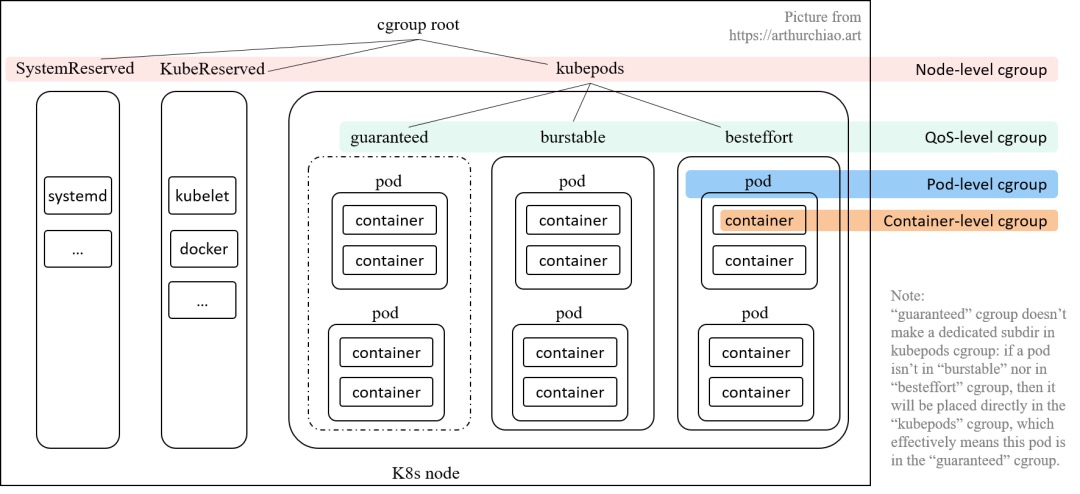 cgroup root
Picture from
https://arthurchiao.art
SystemReserved
KubeReserved
kubepods
Node-level cgroup
guaranteed
burstable
besteffort
QoS-level cgroup
pod
pod
pod
Pod-level cgroup
systemd
kubelet
container
container
container
Container-level cgroup
...
docker
container
container
container
...
pod
pod
pod
container
container
container
container
container
container
Note:
“guaranteed” cgroup doesn’t
make a dedicated subdir in
kubepods cgroup: if a pod
isn’t in “burstable” nor in
“besteffort” cgroup, then it
will be placed directly in the
“kubepods” cgroup, which
effectively means this pod is
in the “guaranteed” cgroup.
K8s node